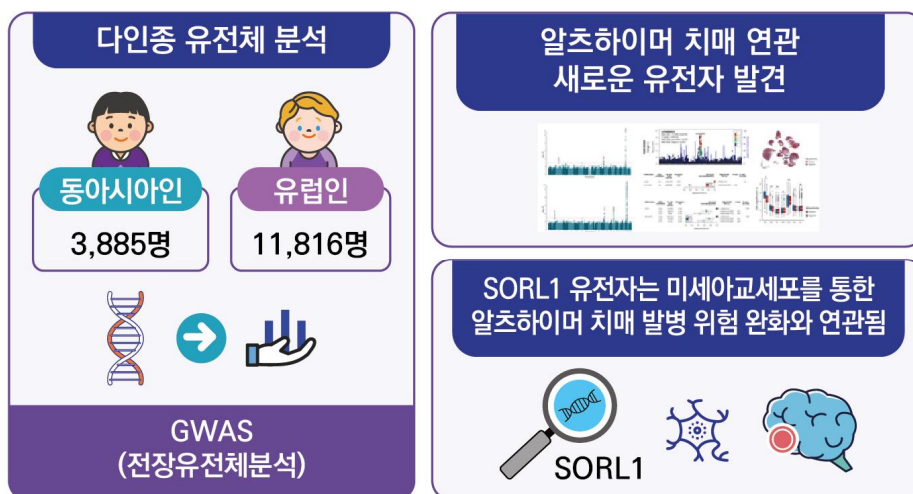 다인종 유전체 분석
동아시아인
3,885명
유럽인
11,816명
GWAS
(전장유전체분석)
알츠하이머 치매 연관
새로운 유전자 발견
SORL1 유전자는 미세아교세포를 통한
알츠하이머 치매 발병 위험 완화와 연관됨
SORL1